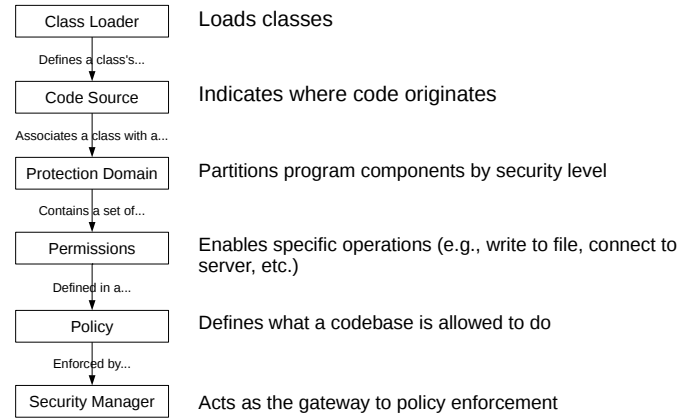 Class Loader
Loads classes
Defines a class's...
Code Source
Indicates where code originates
Associates a class with a...
Protection Domain
Partitions program components by security level
Contains a set of...
Permissions
Enables specific operations (e.g., write to file, connect to
server, etc.)
Defined in a...
Policy
Defines what a codebase is allowed to do
Enforced by...
Security Manager
Acts as the gateway to policy enforcement